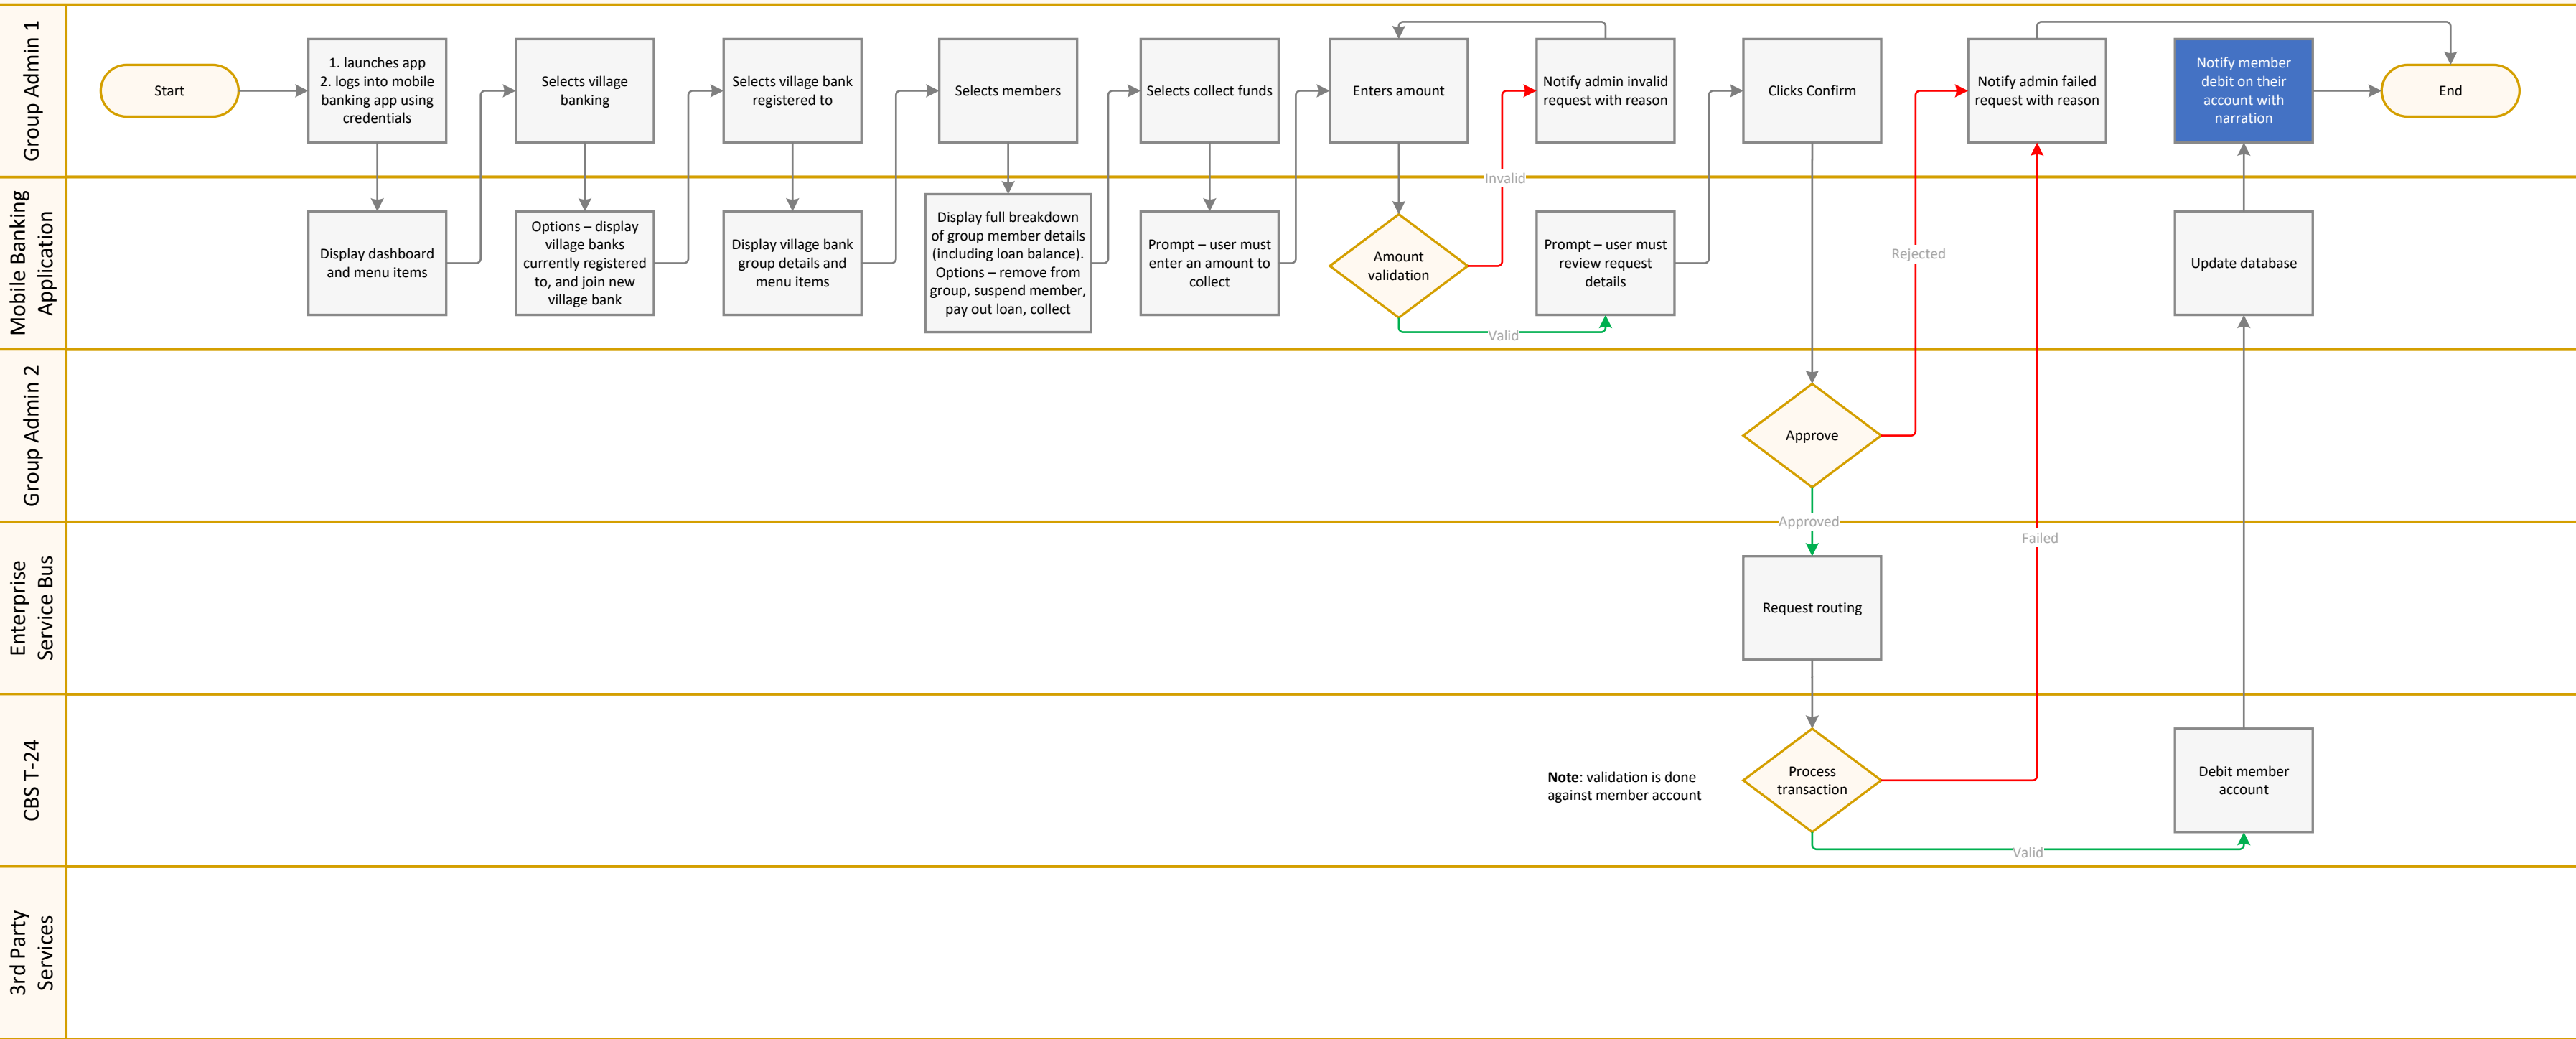 Group Admin 1
Start
1. launches app
2. logs into mobile
banking app using
credentials
Selects village
banking
Selects village bank
registered to
Selects members
Selects collect funds
Enters amount
Notify admin invalid
request with reason
Clicks Confirm
Notify admin failed
request with reason
Notify member
debit on their
account with
narration
End
Mobile Banking
Application
Display dashboard
and menu items
Options – display
village banks
currently registered
to, and join new
village bank
Display village bank
group details and
menu items
Display full breakdown
of group member details
(including loan balance).
Options – remove from
group, suspend member,
pay out loan, collect
Prompt – user must
enter an amount to
collect
Amount
validation
Invalid
Valid
Prompt – user must
review request
details
Rejected
Update database
Group Admin 2
Approve
Approved
Enterprise
Service Bus
Request routing
Failed
CBS T-24
Note: validation is done
against member account
Process
transaction
Valid
Debit member
account
3rd Party
Services